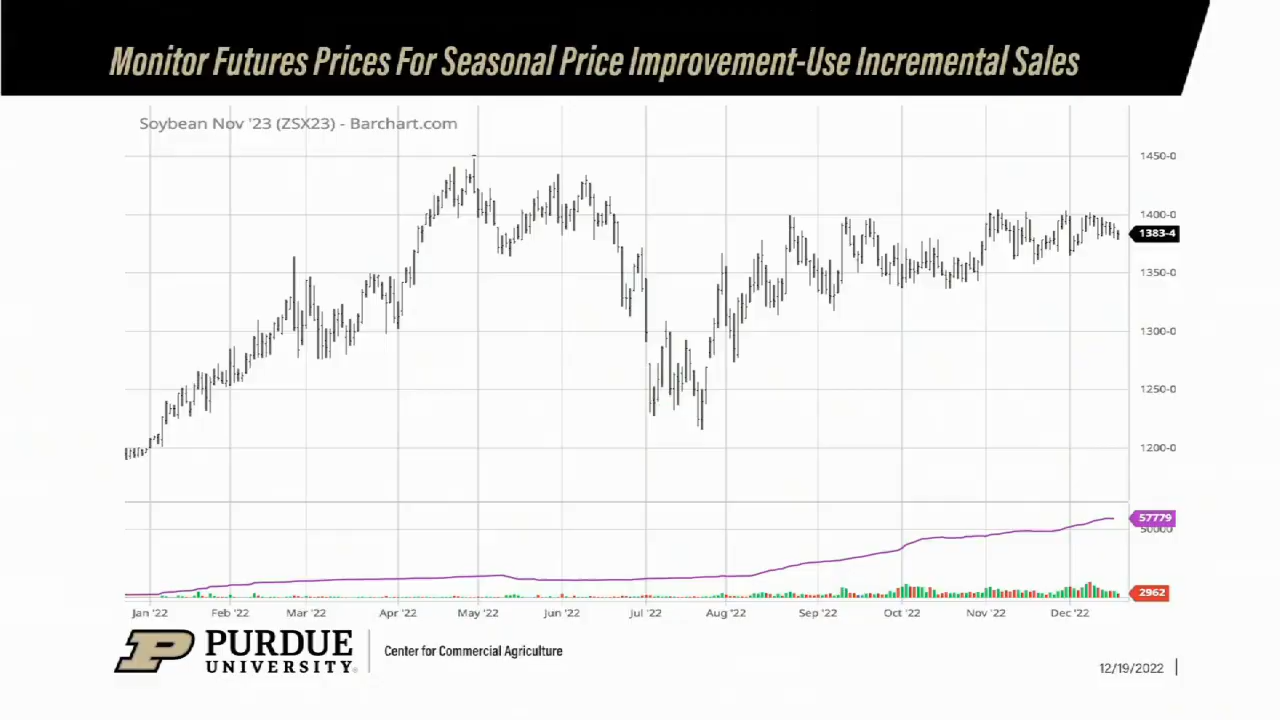 Monitor Futures Prices For Seasonal Price Improvement-Use Incremental Sales
Soybean Nov '23 (ZSX23) - Barchart.com
1450-0
1400-0
1383-4
1350-0
1300-0
1250-0
1200-0
57779
50000
2962
Jan '22 Feb '22 Mar '22 Apr '22 May '22 Jun '22 Jul '22 Aug '22 Sep '22 Oct '22 Nov '22 Dec '22
P PURDUE
UNIVERSITY.
Center for Commercial Agriculture
12/19/2022